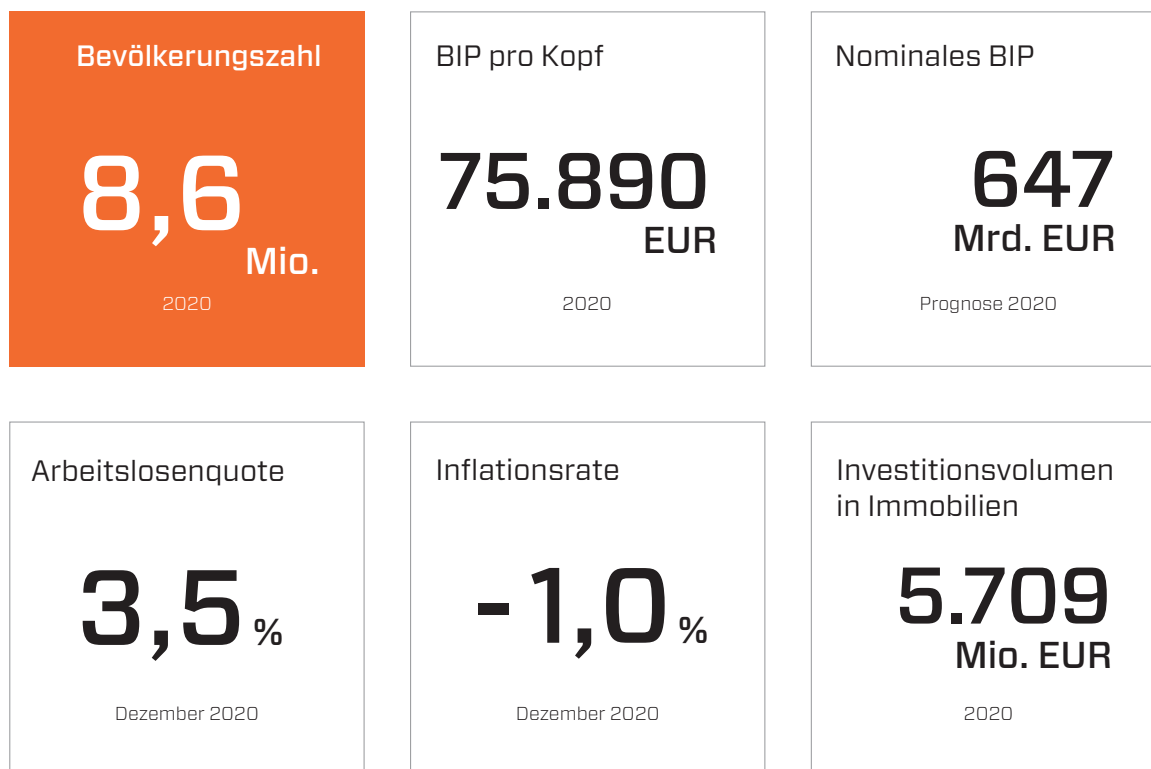 Bevölkerungszahl
8,6
Mio.
2020
BIP pro Kopf
75.890
EUR
2020
Nominales BIP
647
Mrd. EUR
Prognose 2020
Arbeitslosenquote
3,5 %
Dezember 2020
Inflationsrate
-1,0 %
Dezember 2020
Investitionsvolumen
in Immobilien
5.709
Mio. EUR
2020